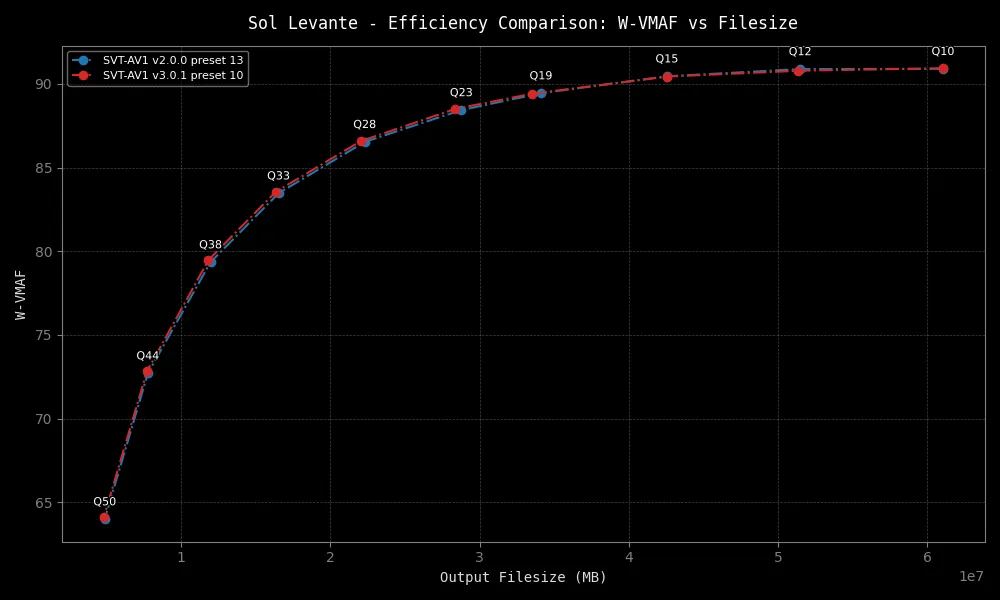 Sol Levante - Efficiency Comparison: W-VMAF vs Filesize
SVT-AV1 v2.0.0 preset 13
SVT-AV1 v3.0.1 preset 10
Q50
Q44
Q38
Q33
Q28
Q23
Q19
Q15
Q12
Q10
90
85
80
75
70
65
W-VMAF
1
2
3
4
5
6
1e7
Output Filesize (MB)